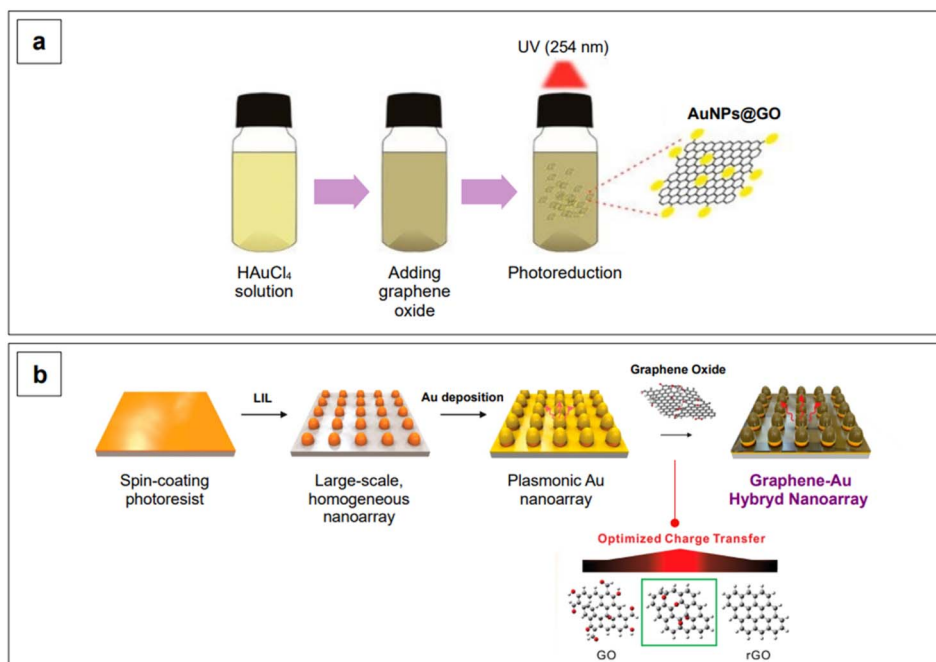 a
UV (254 nm)
AuNPs@GO
HAuCl₄
solution
Adding
graphene
oxide
Photoreduction
b
Graphene Oxide
LIL
Au deposition
Spin-coating
photoresist
Large-scale,
homogeneous
nanoarray
Plasmonic Au
nanoarray
Graphene-Au
Hybryd Nanoarray
Optimized Charge Transfer
GO
rGO